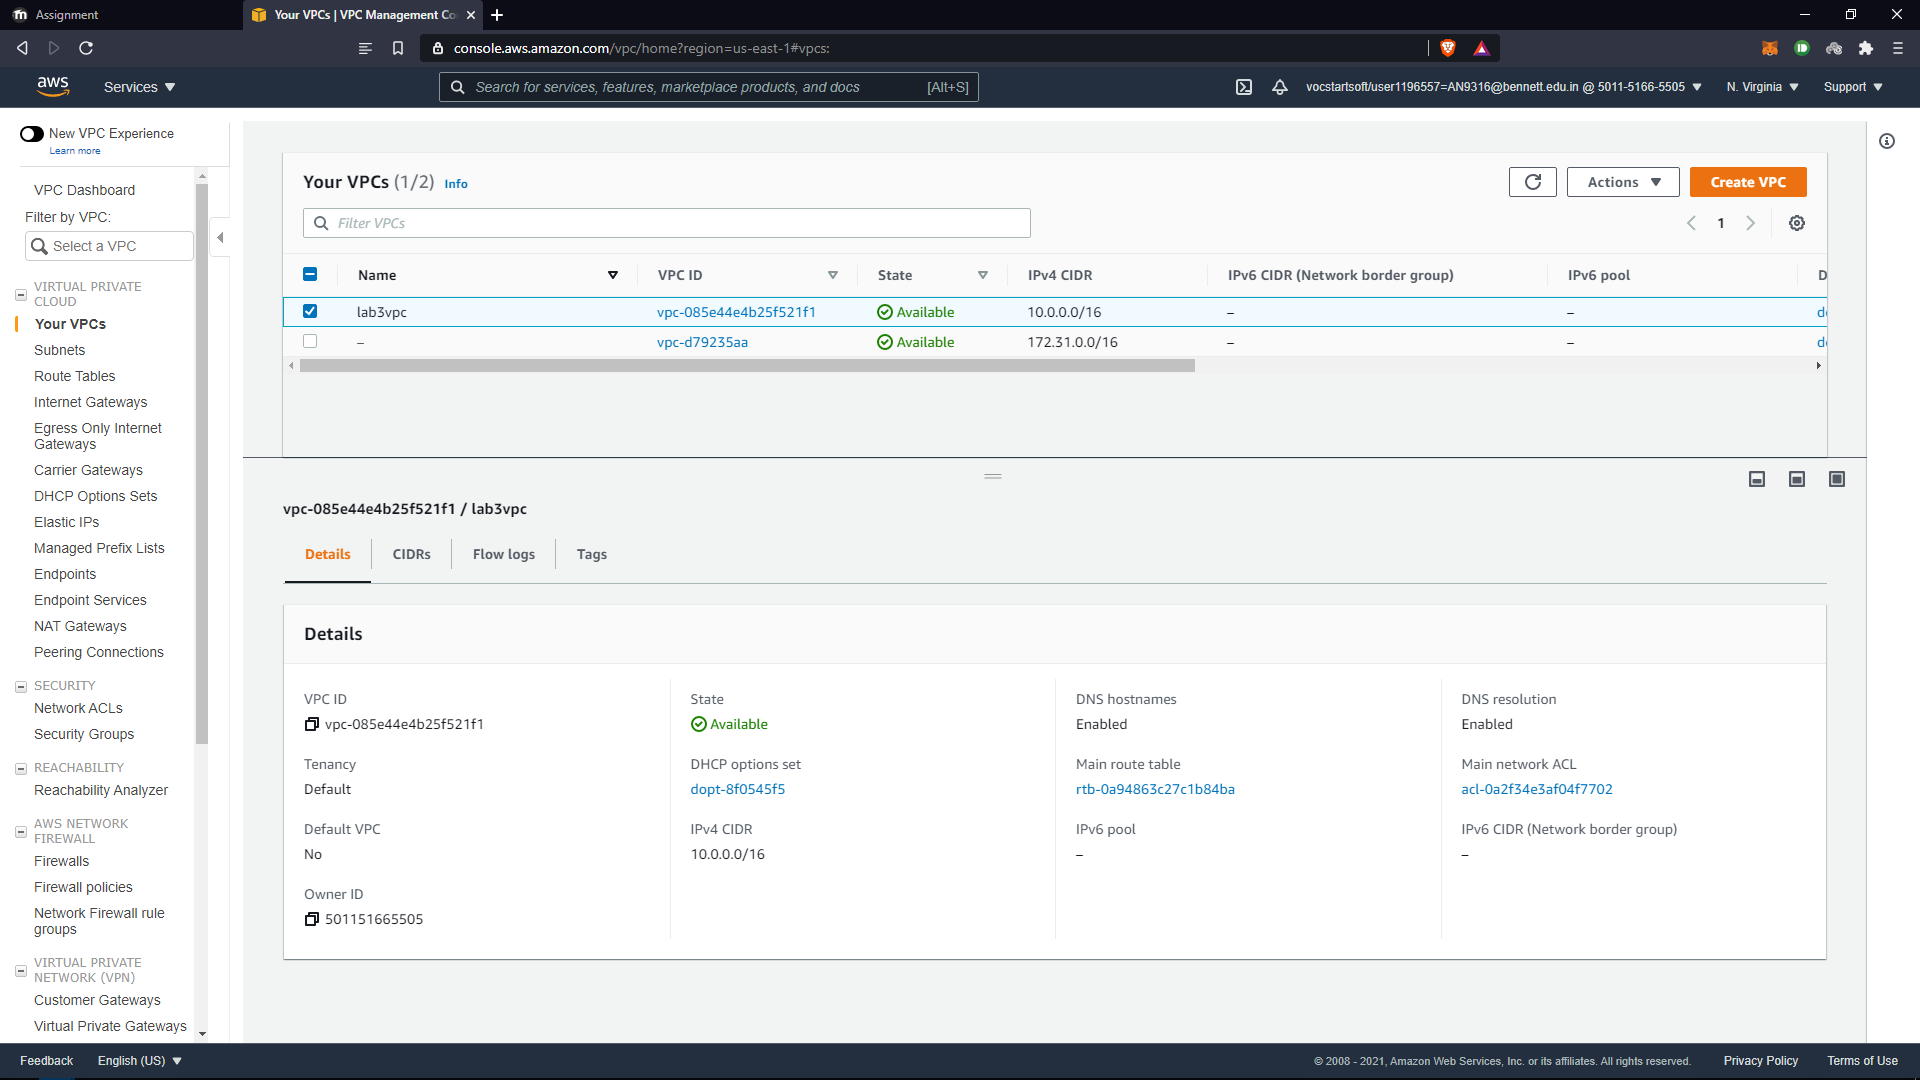 Assignment
Your VPCs | VPC Management Co
console.aws.amazon.com/vpc/home?region=us-east-1#vpcs:
aws
Services
Search for services, features, marketplace products, and docs
[Alt+S]
vocstartsoft/user1196557=AN9316@bennett.edu.in @ 5011-5166-5505
N. Virginia
Support
New VPC Experience
Learn more
VPC Dashboard
Filter by VPC:
Select a VPC
VIRTUAL PRIVATE
CLOUD
Your VPCs
Subnets
Route Tables
Internet Gateways
Egress Only Internet
Gateways
Carrier Gateways
DHCP Options Sets
Elastic IPs
Managed Prefix Lists
Endpoints
Endpoint Services
NAT Gateways
Peering Connections
SECURITY
Network ACLs
Security Groups
REACHABILITY
Reachability Analyzer
AWS NETWORK
FIREWALL
Firewalls
Firewall policies
Network Firewall rule
groups
VIRTUAL PRIVATE
NETWORK (VPN)
Customer Gateways
Virtual Private Gateways
Your VPCs (1/2) Info
Actions
Create VPC
Filter VPCs
1
Name VPC ID State IPv4 CIDR IPv6 CIDR (Network border group) IPv6 pool D
lab3vpc vpc-085e44e4b25f521f1 Available 10.0.0.0/16 – – de
– vpc-d79235aa Available 172.31.0.0/16 – – de
vpc-085e44e4b25f521f1 / lab3vpc
Details CIDRs Flow logs Tags
Details
VPC ID
vpc-085e44e4b25f521f1
State
Available
DNS hostnames
Enabled
DNS resolution
Enabled
Tenancy
Default
DHCP options set
dopt-8f0545f5
Main route table
rtb-0a94863c27c1b84ba
Main network ACL
acl-0a2f34e3af04f7702
Default VPC
No
IPv4 CIDR
10.0.0.0/16
IPv6 pool
–
IPv6 CIDR (Network border group)
–
Owner ID
501151665505
Feedback
English (US)
© 2008 - 2021, Amazon Web Services, Inc. or its affiliates. All rights reserved.
Privacy Policy
Terms of Use